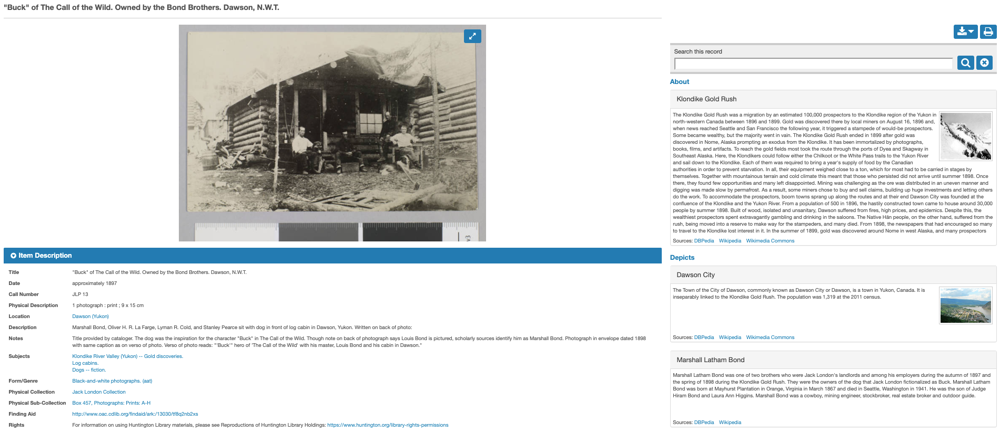 "Buck" of The Call of the Wild. Owned by the Bond Brothers. Dawson, N.W.T.
v3
Item Description
Title "Buck" of The Call of the Wild. Owned by the Bond Brothers. Dawson, N.W.T.
Date approximately 1897
Call Number JLP 13
Physical Description 1 photograph : print ; 9 x 15 cm
Location Dawson (Yukon)
Description Marshall Bond, Oliver H. R. La Farge, Lyman R. Cold, and Stanley Pearce sit with dog in front of log cabin in Dawson, Yukon. Written on back of photo:
Notes Title provided by cataloger. The dog was the inspiration for the character "Buck" in The Call of the Wild. Though note on back of photograph says Louis Bond is pictured, scholarly sources identify him as Marshall Bond. Photograph in envelope dated 1898
with same caption as on verso of photo. Verso of photo reads: "'Buck'" hero of 'The Call of the Wild' with his master, Louis Bond and his cabin in Dawson."
Subjects Klondike River Valley (Yukon) -- Gold discoveries.
Log cabins.
Dogs -- fiction.
Form/Genre Black-and-white photographs. (aat)
Physical Collection Jack London Collection
Physical Sub-Collection Box 457, Photographs: Prints: A-H
Finding Aid http://www.oac.cdlib.org/findaid/ark:/13030/tf8q2nb2xs
Rights For information on using Huntington Library materials, please see Reproductions of Huntington Library Holdings: https://www.huntington.org/library-rights-permissions
Search this record
About
Klondike Gold Rush
The Klondike Gold Rush was a migration by an estimated 100,000 prospectors to the Klondike region of the Yukon in
north-western Canada between 1896 and 1899. Gold was discovered there by local miners on August 16, 1896 and,
when news reached Seattle and San Francisco the following year, it triggered a stampede of would-be prospectors.
Some became wealthy, but the majority went in vain. The Klondike Gold Rush ended in 1899 after gold was
discovered in Nome, Alaska prompting an exodus from the Klondike. It has been immortalized by photographs,
books, films, and artifacts. To reach the gold fields most took the route through the ports of Dyea and Skagway in
Southeast Alaska. Here, the Klondikers could follow either the Chilkoot or the White Pass trails to the Yukon River
and sail down to the Klondike. Each of them was required to bring a year's supply of food by the Canadian
authorities in order to prevent starvation. In all, their equipment weighed close to a ton, which for most had to be carried in stages by
themselves. Together with mountainous terrain and cold climate this meant that those who persisted did not arrive until summer 1898. Once
there, they found few opportunities and many left disappointed. Mining was challenging as the ore was distributed in an uneven manner and
digging was made slow by permafrost. As a result, some miners chose to buy and sell claims, building up huge investments and letting others
do the work. To accommodate the prospectors, boom towns sprang up along the routes and at their end Dawson City was founded at the
confluence of the Klondike and the Yukon River. From a population of 500 in 1896, the hastily constructed town came to house around 30,000
people by summer 1898. Built of wood, isolated and unsanitary, Dawson suffered from fires, high prices, and epidemics. Despite this, the
wealthiest prospectors spent extravagantly gambling and drinking in the saloons. The Native Hän people, on the other hand, suffered from the
rush, being moved into a reserve to make way for the stampeders, and many died. From 1898, the newspapers that had encouraged so many
to travel to the Klondike lost interest in it. In the summer of 1899, gold was discovered around Nome in west Alaska, and many prospectors
Sources: DBPedia Wikipedia Wikimedia Commons
Depicts
Dawson City
The Town of the City of Dawson, commonly known as Dawson City or Dawson, is a town in Yukon, Canada. It is
inseparably linked to the Klondike Gold Rush. The population was 1,319 at the 2011 census.
Sources: DBPedia Wikipedia Wikimedia Commons
Marshall Latham Bond
Marshall Latham Bond was one of two brothers who were Jack London's landlords and among his employers during the autumn of 1897 and
the spring of 1898 during the Klondike Gold Rush. They were the owners of the dog that Jack London fictionalized as Buck. Marshall Latham
Bond was born at Mayhurst Plantation in Orange, Virginia in March 1867 and died in Seattle, Washington in 1941. He was the son of Judge
Hiram Bond and Laura Ann Higgins. Marshall Bond was a cowboy, mining engineer, stockbroker, real estate broker and outdoor guide.
Sources: DBPedia Wikipedia